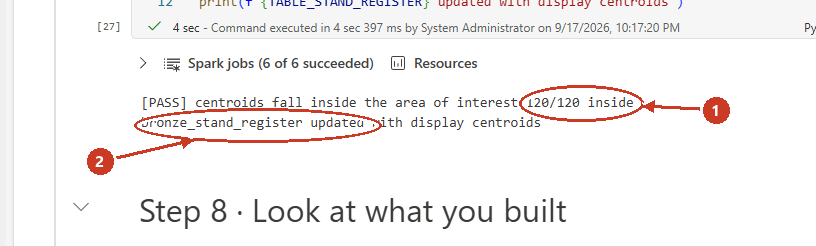 12 print(f"{TABLE_STAND_REGISTER} updated with display centroids")
[27]
4 sec - Command executed in 4 sec 397 ms by System Administrator on 9/17/2026, 10:17:20 PM
Spark jobs (6 of 6 succeeded) Resources
[PASS] centroids fall inside the area of interest 120/120 inside
1
bronze_stand_register updated with display centroids
2
Step 8 · Look at what you built